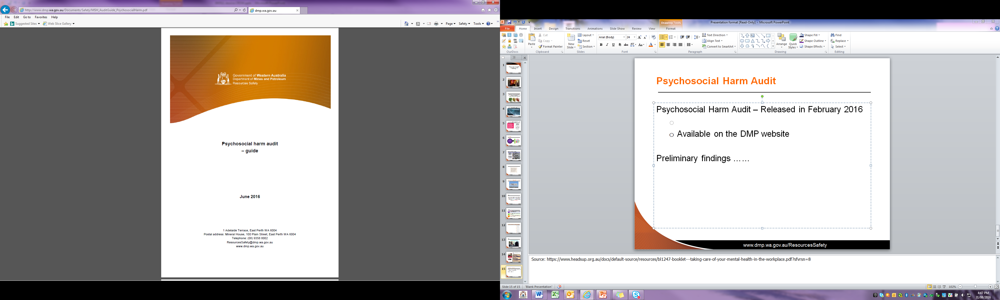 http://www.dmp.wa.gov.au/Documents/Safety/MSH_AuditGuide_PsychosocialHarm.pdf
dmp.wa.gov.au
File Edit Go to Favorites Help
Suggested Sites Web Slice Gallery
Page Safety Tools
Government of Western Australia
Department of Mines and Petroleum
Resources Safety
Psychosocial harm audit
– guide
June 2016
1 Adelaide Terrace, East Perth WA 6004
Postal address: Mineral House, 100 Plain Street, East Perth WA 6004
Telephone: (08) 9358 8002
ResourcesSafety@dmp.wa.gov.au
www.dmp.wa.gov.au
Drawing Tools
Presentation format [Read-Only] - Microsoft PowerPoint
File Home Insert Design Transitions Animations Slide Show Review View Format
Cut
Copy
Format Painter
Paste
New Slide
Layout
Reset
Section
Arial (Body) 24
Text Direction
Align Text
Convert to SmartArt
Arrange
Quick Styles
Shape Fill
Shape Outline
Shape Effects
Find
Replace
Select
OurDocs Clipboard Slides Font Paragraph Drawing Editing
1
2
3
4
5
6
7
8
9
10
11
12
13
14
15
Psychosocial Harm Audit
Psychosocial Harm Audit – Released in February 2016
Available on the DMP website
Preliminary findings ……
www.dmp.wa.gov.au/ResourcesSafety
Source: https://www.headsup.org.au/docs/default-source/resources/bl1247-booklet---taking-care-of-your-mental-health-in-the-workplace.pdf?sfvrsn=8
Slide 15 of 15 "Blank Presentation" 102%
4:47 PM
31/08/2016